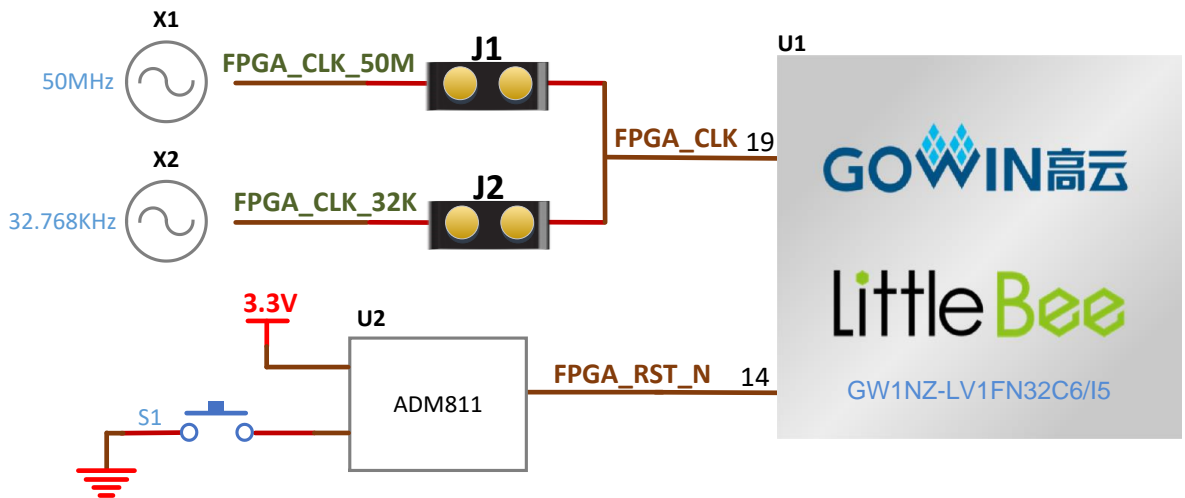 X1
50MHz
FPGA_CLK_50M
J1
U1
FPGA_CLK 19
X2
32.768KHz
FPGA_CLK_32K
J2
GOWIN高云
LittleBee
GW1NZ-LV1FN32C6/I5
3.3V
U2
ADM811
FPGA_RST_N 14
S1